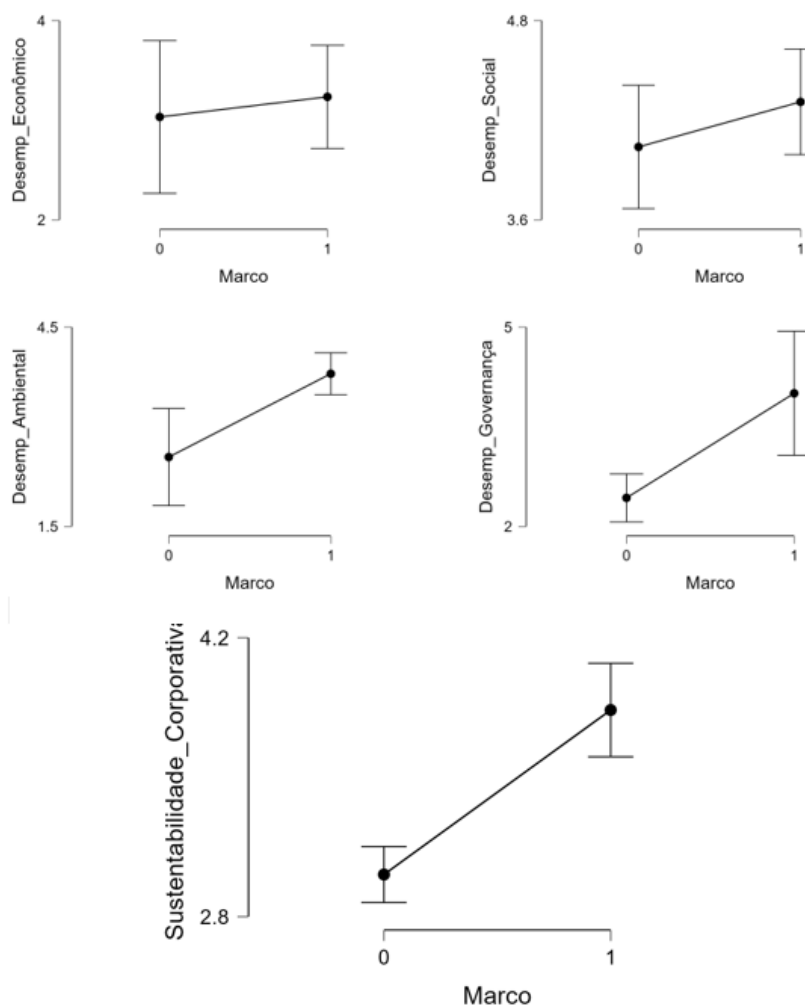 4
Desemp_Econômico
2
0 1
Marco
4.8
Desemp_Social
3.6
0 1
Marco
4.5
Desemp_Ambiental
1.5
0 1
Marco
5
Desemp_Governança
2
0 1
Marco
4.2
Sustentabilidade_Corporativa
2.8
0 1
Marco